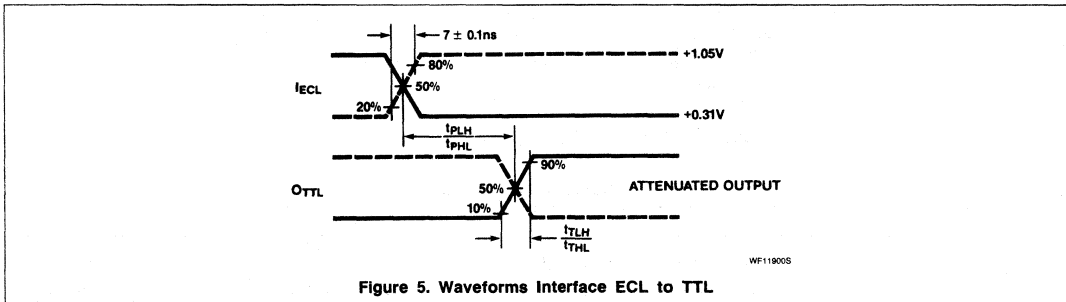 7 ± 0.1ns
+1.05V
80%
IECL
50%
20%
+0.31V
tPLH
tPHL
90%
OTTL
50%
ATTENUATED OUTPUT
10%
tTLH
tTHL
WF11900S
Figure 5. Waveforms Interface ECL to TTL